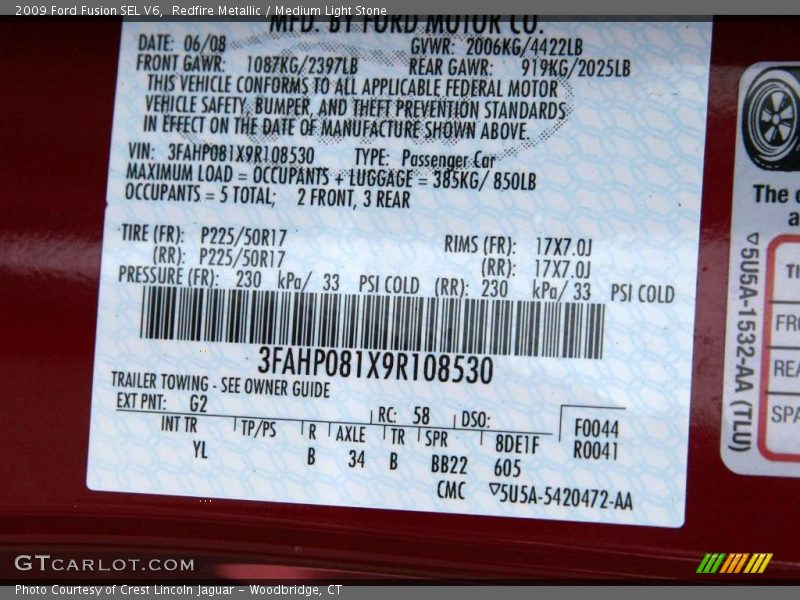 2009 Ford Fusion SEL V6, Redfire Metallic / Medium Light Stone
MFD. BY FORD MOTOR CO.
DATE: 06/08 GVWR: 2006KG/4422LB
FRONT GAWR: 1087KG/2397LB REAR GAWR: 919KG/2025LB
THIS VEHICLE CONFORMS TO ALL APPLICABLE FEDERAL MOTOR
VEHICLE SAFETY, BUMPER, AND THEFT PREVENTION STANDARDS
IN EFFECT ON THE DATE OF MANUFACTURE SHOWN ABOVE.
VIN: 3FAHP081X9R108530 TYPE: Passenger Car
MAXIMUM LOAD = OCCUPANTS + LUGGAGE = 385KG/ 850LB
OCCUPANTS = 5 TOTAL; 2 FRONT, 3 REAR
TIRE (FR): P225/50R17 RIMS (FR): 17X7.0J
(RR): P225/50R17 (RR): 17X7.0J
PRESSURE (FR): 230 kPa/ 33 PSI COLD (RR): 230 kPa/ 33 PSI COLD
3FAHP081X9R108530
TRAILER TOWING - SEE OWNER GUIDE
EXT PNT: G2 RC: 58 DSO: F0044
INT TR TP/PS R AXLE TR SPR 8DE1F R0041
YL B 34 B BB22 605
CMC ▽5U5A-5420472-AA
The
▽5U5A-1532-AA (TLU)
GTCARLOT.COM
Photo Courtesy of Crest Lincoln Jaguar - Woodbridge, CT